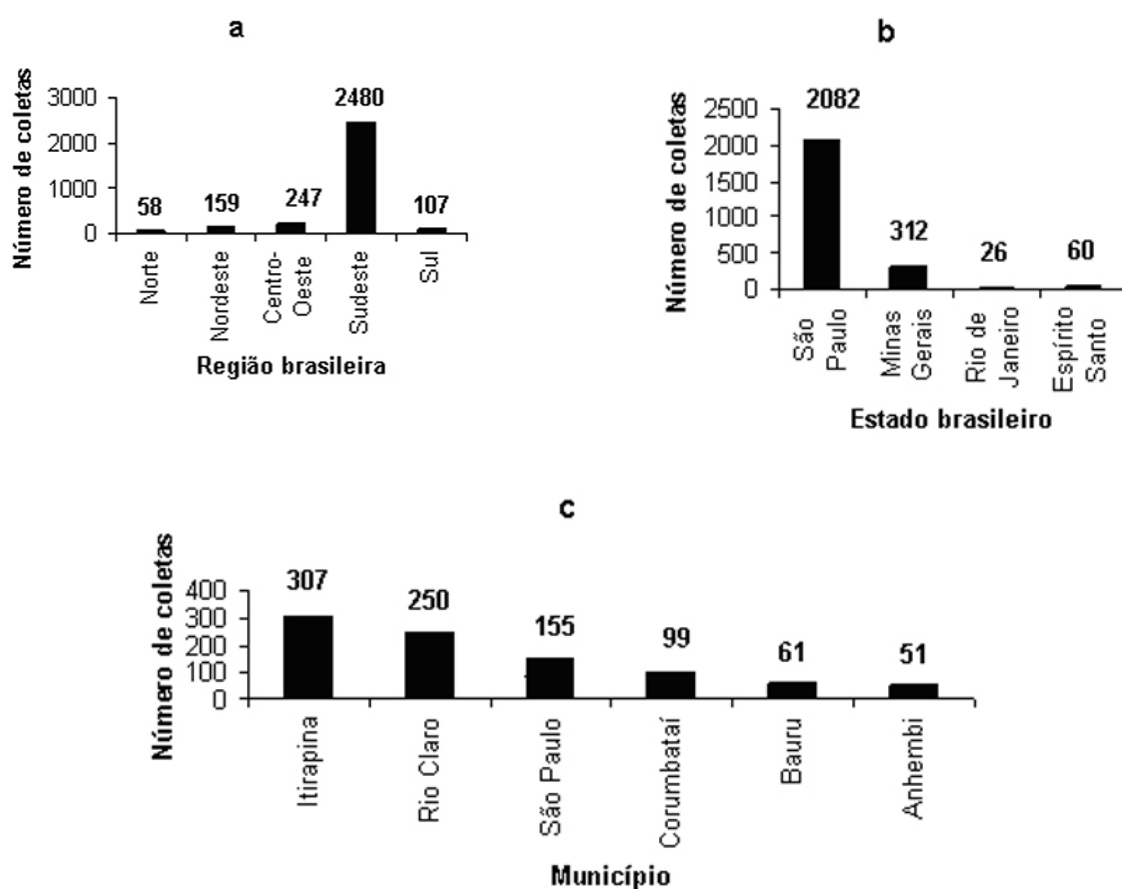 a
Número de coletas
3000
2000
1000
0
58
159
247
2480
107
Norte
Nordeste
Centro-
Oeste
Sudeste
Sul
Região brasileira
b
Número de coletas
2500
2000
1500
1000
500
0
2082
312
26
60
São
Paulo
Minas
Gerais
Rio de
Janeiro
Espírito
Santo
Estado brasileiro
c
Número de coletas
400
300
200
100
0
307
250
155
99
61
51
Itirapina
Rio Claro
São Paulo
Corumbataí
Bauru
Anhembi
Município